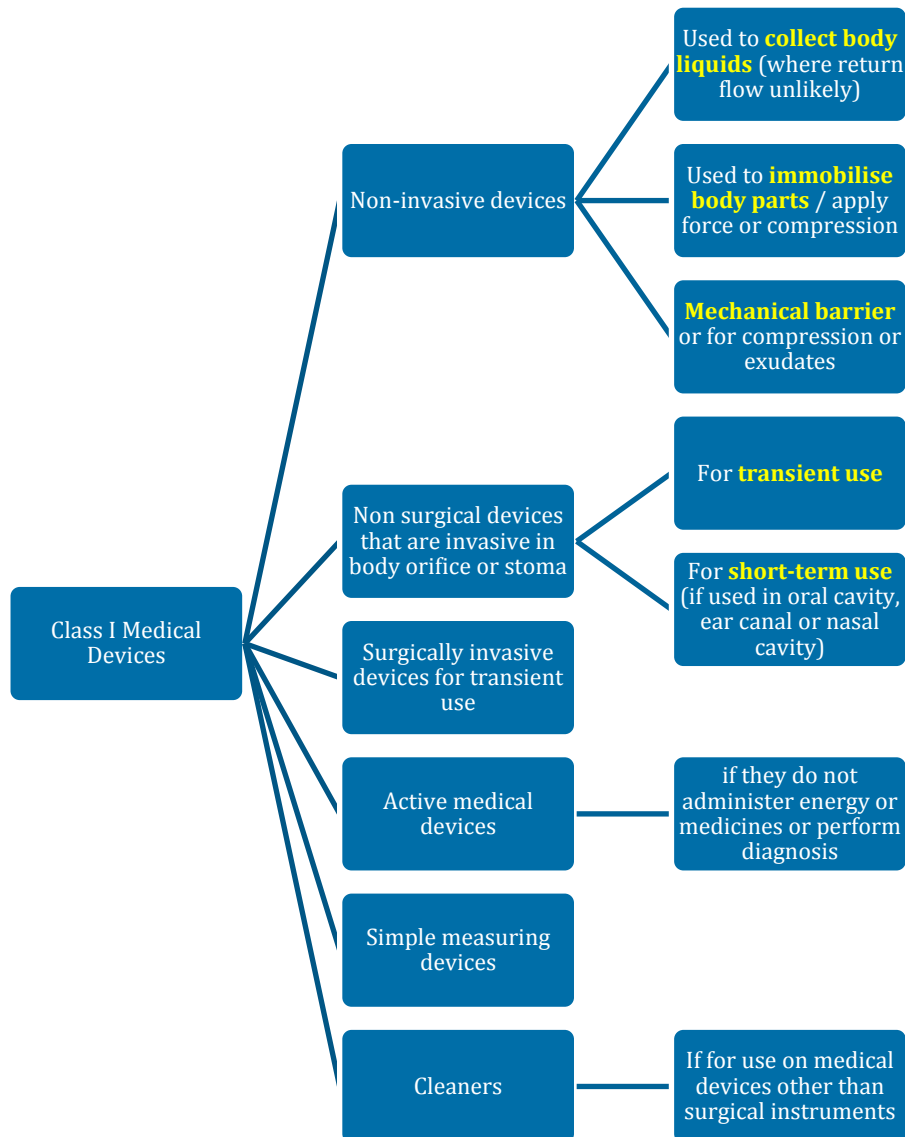 Used to collect body
liquids (where return
flow unlikely)
Non-invasive devices
Used to immobilise
body parts / apply
force or compression
Mechanical barrier
or for compression or
exudates
For transient use
Non surgical devices
that are invasive in
body orifice or stoma
For short-term use
(if used in oral cavity,
ear canal or nasal
cavity)
Class I Medical
Devices
Surgically invasive
devices for transient
use
Active medical
devices
if they do not
administer energy or
medicines or perform
diagnosis
Simple measuring
devices
Cleaners
If for use on medical
devices other than
surgical instruments